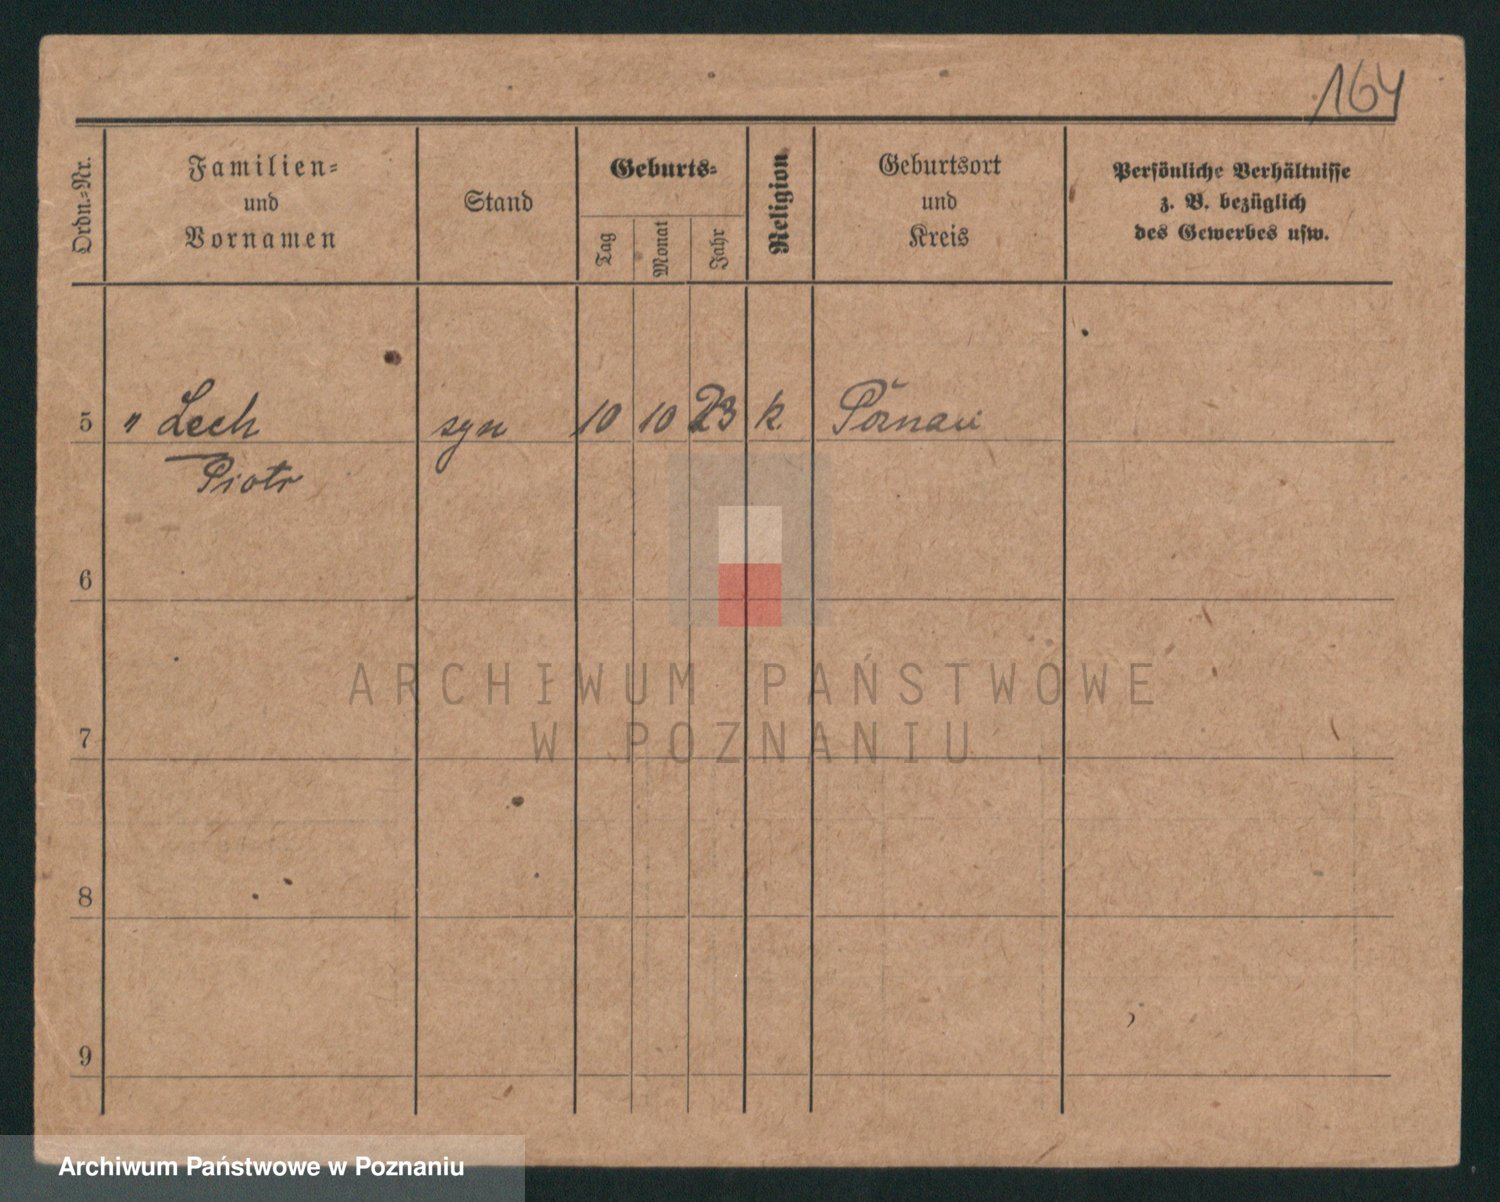 164
Ordn.-Nr.
Familien-
und
Vornamen
Stand
Geburts-
Tag
Monat
Jahr
Religion
Geburtsort
und
Kreis
Persönliche Verhältnisse
z. B. bezüglich
des Gewerbes usw.
5 " Lech syn 10 10 23 k. Poznań
Piotr
6
7
8
9
ARCHIWUM PAŃSTWOWE
W POZNANIU
Archiwum Państwowe w Poznaniu